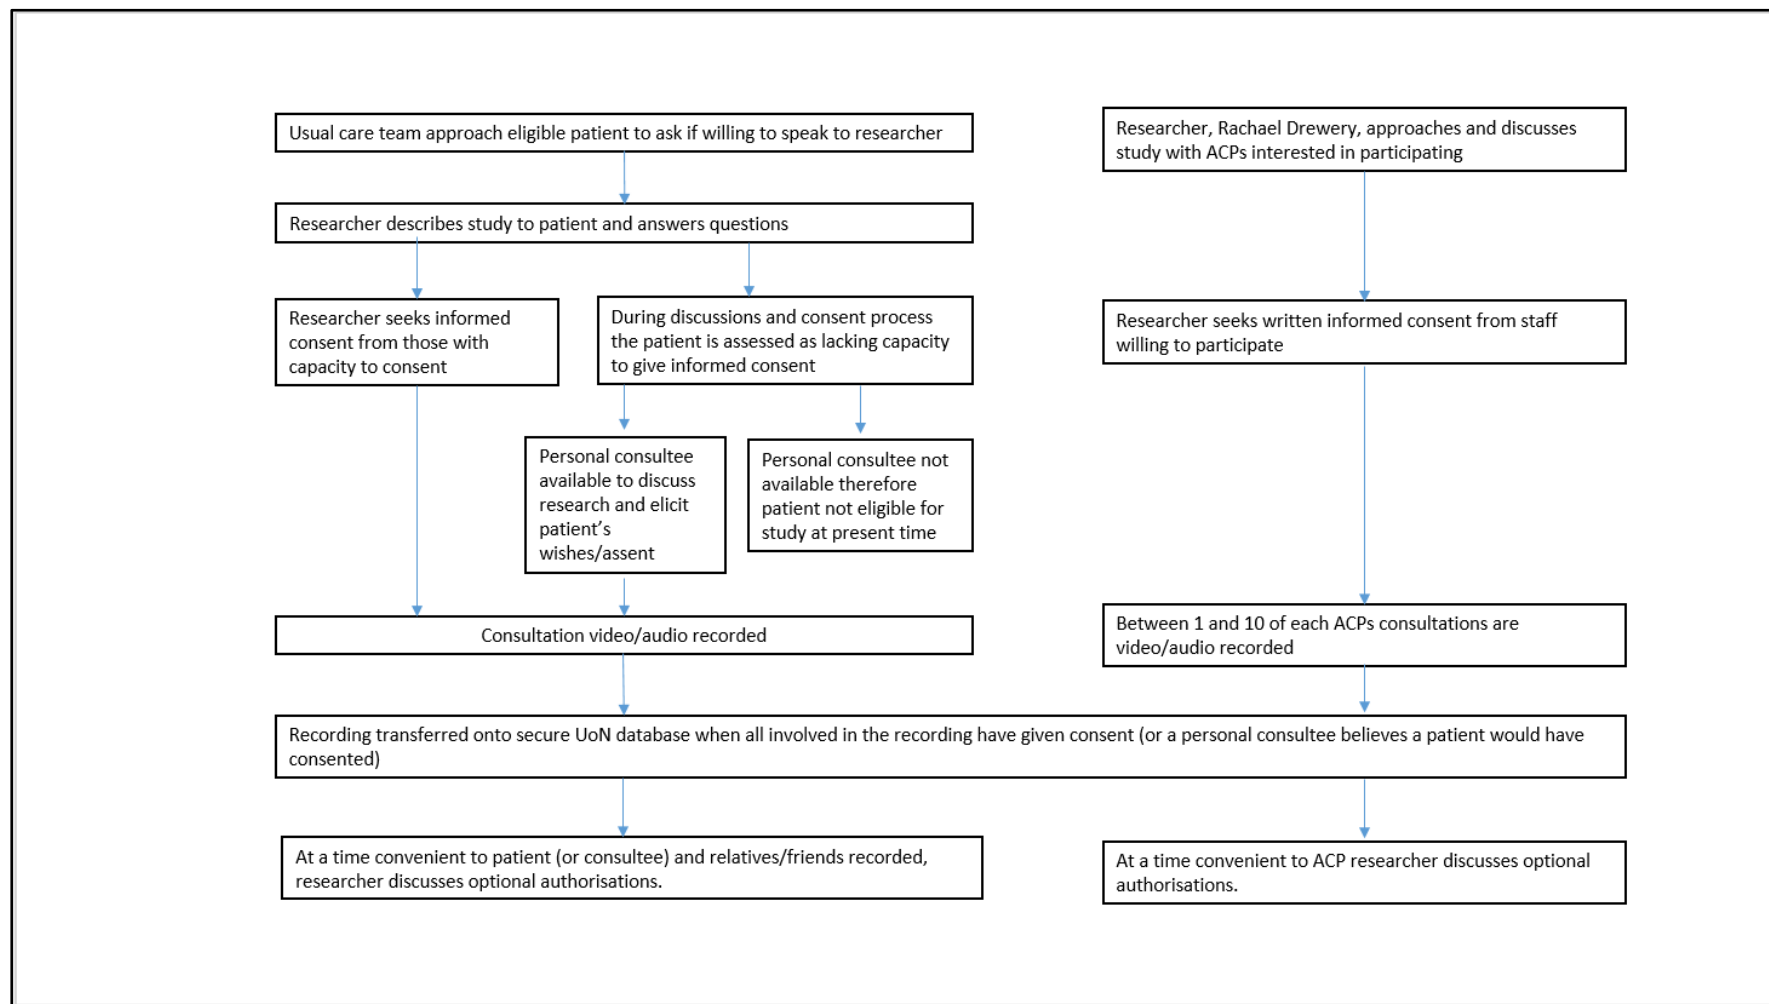 Usual care team approach eligible patient to ask if willing to speak to researcher
Researcher describes study to patient and answers questions
Researcher seeks informed
consent from those with
capacity to consent
During discussions and consent process
the patient is assessed as lacking capacity
to give informed consent
Personal consultee
available to discuss
research and elicit
patient’s
wishes/assent
Personal consultee not
available therefore
patient not eligible for
study at present time
Consultation video/audio recorded
Researcher, Rachael Drewery, approaches and discusses
study with ACPs interested in participating
Researcher seeks written informed consent from staff
willing to participate
Between 1 and 10 of each ACPs consultations are
video/audio recorded
Recording transferred onto secure UoN database when all involved in the recording have given consent (or a personal consultee believes a patient would have
consented)
At a time convenient to patient (or consultee) and relatives/friends recorded,
researcher discusses optional authorisations.
At a time convenient to ACP researcher discusses optional
authorisations.